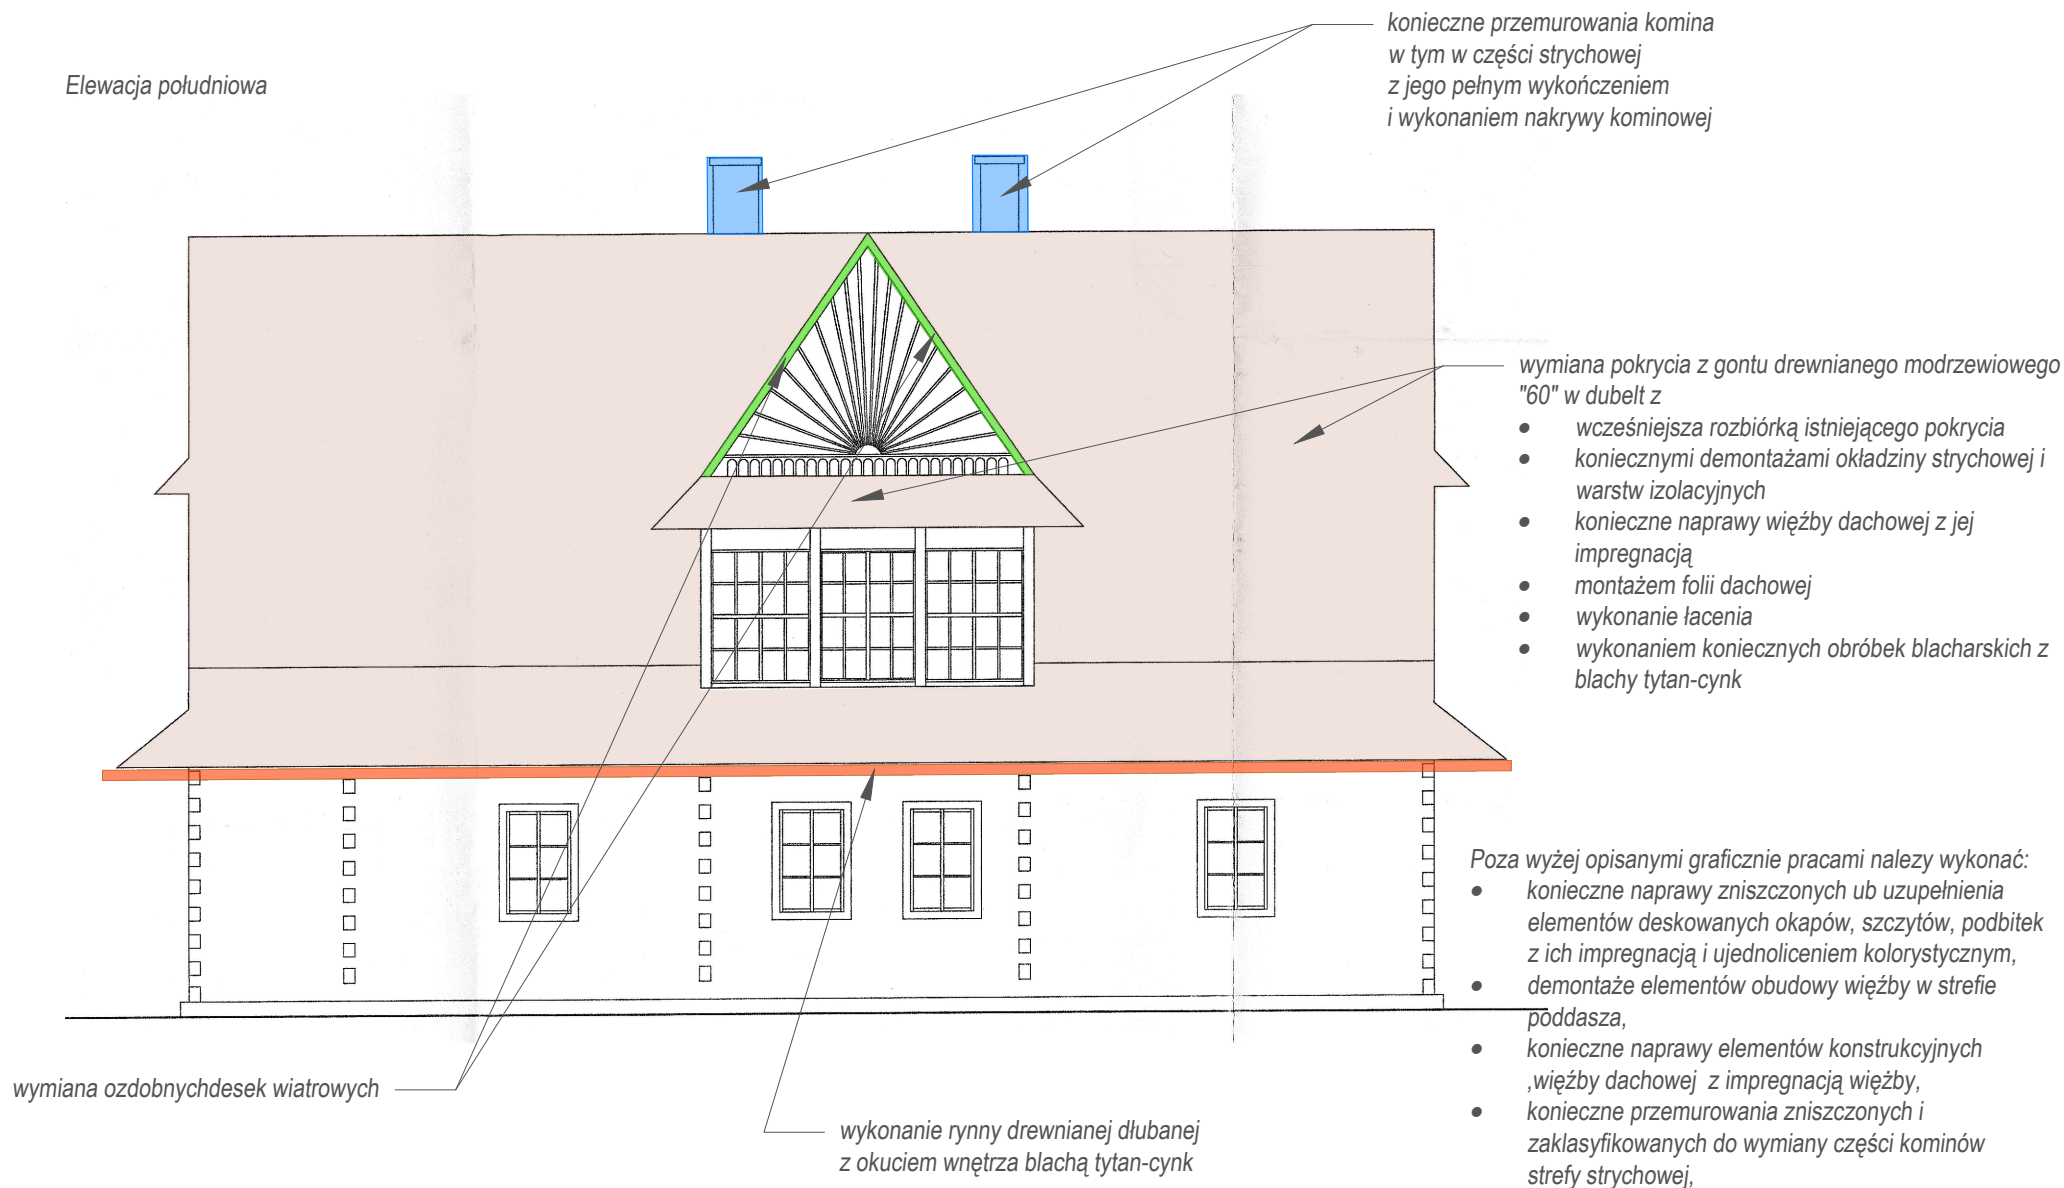 Elewacja południowa
konieczne przemurowania komina
w tym w części strychowej
z jego pełnym wykończeniem
i wykonaniem nakrywy kominowej
wymiana pokrycia z gontu drewnianego modrzewiowego
"60" w dubelt z
• wcześniejsza rozbiórką istniejącego pokrycia
• koniecznymi demontażami okładziny strychowej i
warstw izolacyjnych
• konieczne naprawy więźby dachowej z jej
impregnacją
• montażem folii dachowej
• wykonanie łacenia
• wykonaniem koniecznych obróbek blacharskich z
blachy tytan-cynk
Poza wyżej opisanymi graficznie pracami nalezy wykonać:
• konieczne naprawy zniszczonych ub uzupełnienia
elementów deskowanych okapów, szczytów, podbitek
z ich impregnacją i ujednoliceniem kolorystycznym,
• demontaże elementów obudowy więźby w strefie
poddasza,
• konieczne naprawy elementów konstrukcyjnych
,więźby dachowej z impregnacją więżby,
• konieczne przemurowania zniszczonych i
zaklasyfikowanych do wymiany części kominów
strefy strychowej,
wymiana ozdobnychdesek wiatrowych
wykonanie rynny drewnianej dłubanej
z okuciem wnętrza blachą tytan-cynk